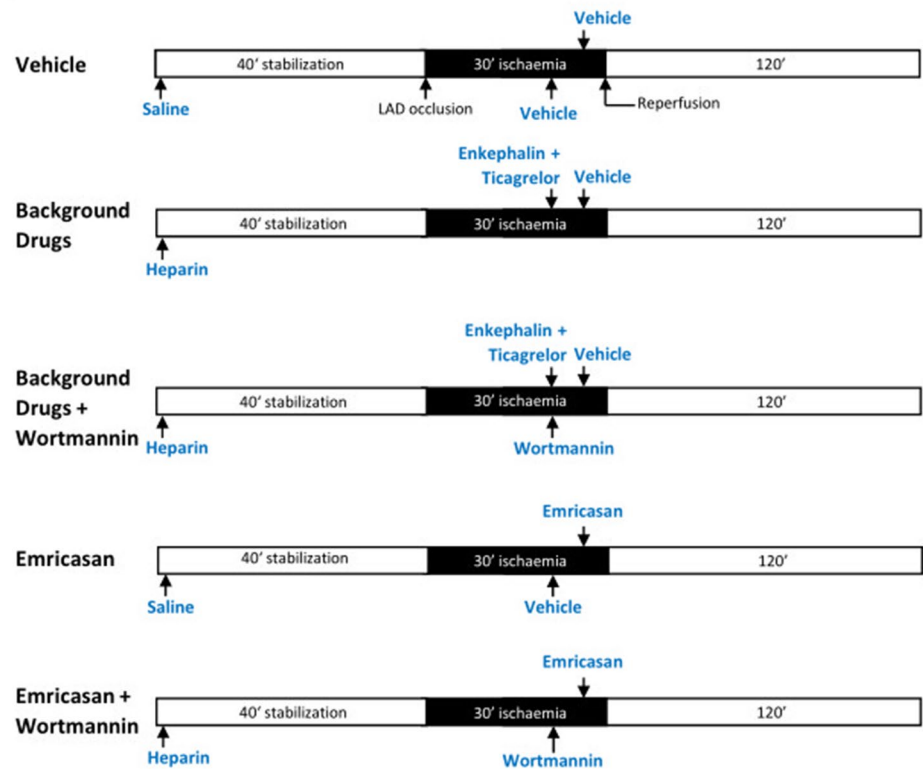 Vehicle
Vehicle
40’ stabilization
30’ ischaemia
120’
Saline
LAD occlusion
Vehicle
Reperfusion
Enkephalin +
Ticagrelor
Vehicle
Background
Drugs
40’ stabilization
30’ ischaemia
120’
Heparin
Enkephalin +
Ticagrelor
Vehicle
Background
Drugs +
Wortmannin
40’ stabilization
30’ ischaemia
120’
Heparin
Wortmannin
Emricasan
Emricasan
40’ stabilization
30’ ischaemia
120’
Saline
Vehicle
Emricasan
Emricasan +
Wortmannin
40’ stabilization
30’ ischaemia
120’
Heparin
Wortmannin